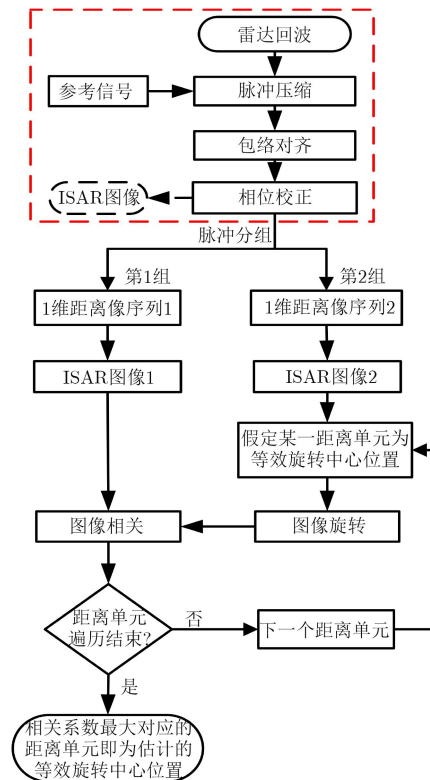 雷达回波
参考信号
脉冲压缩
包络对齐
ISAR图像
相位校正
脉冲分组
第1组
第2组
1维距离像序列1
1维距离像序列2
ISAR图像1
ISAR图像2
假定某一距离单元为
等效旋转中心位置
图像相关
图像旋转
距离单元
遍历结束?
否
下一个距离单元
是
相关系数最大对应的
距离单元即为估计的
等效旋转中心位置